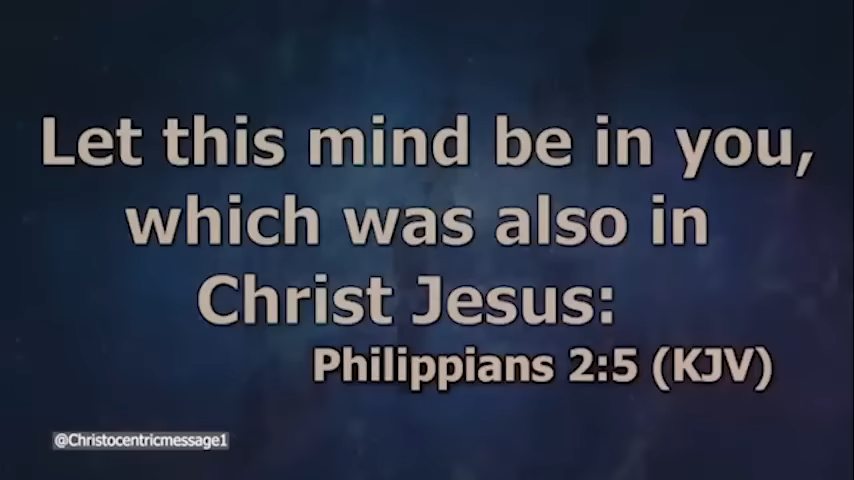 Let this mind be in you,
which was also in
Christ Jesus:
Philippians 2:5 (KJV)
@Christocentricmessage1